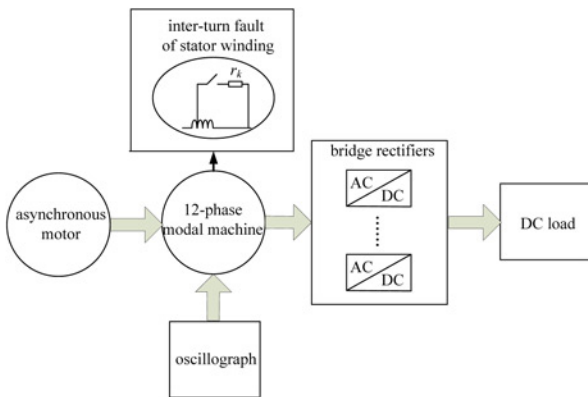 inter-turn fault
of stator winding
rk
bridge rectifiers
AC
DC
asynchronous
motor
12-phase
modal machine
DC load
AC
DC
oscillograph